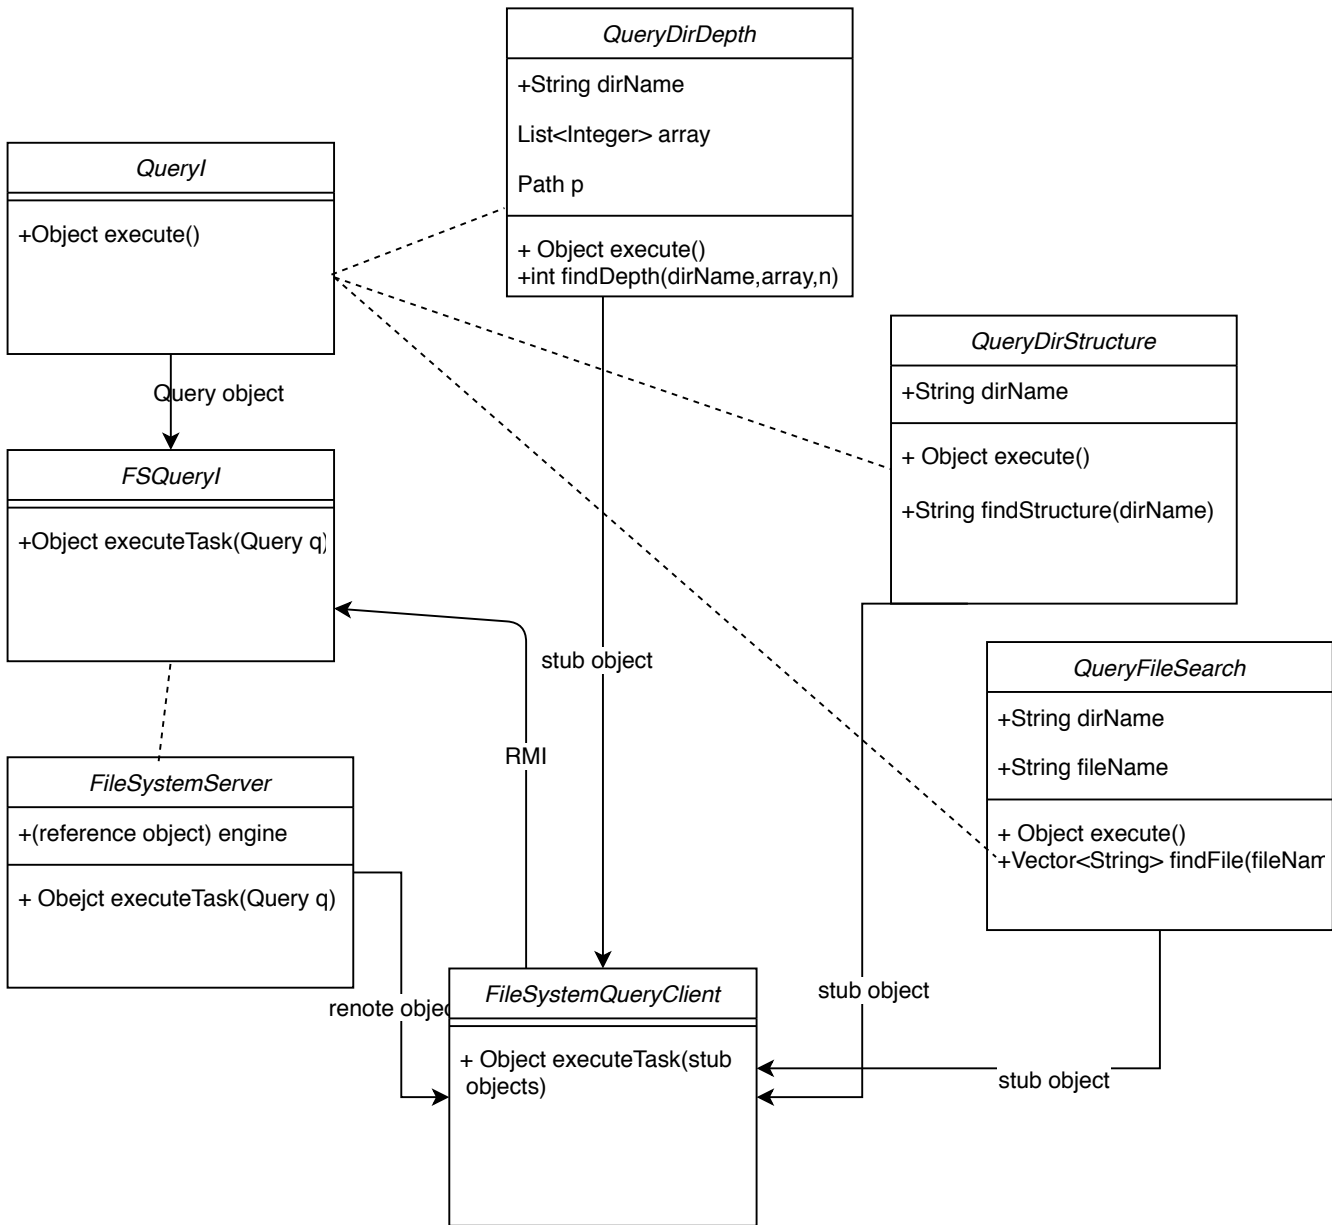 QueryDirDepth
+String dirName
List<Integer> array
Path p
+ Object execute()
+int findDepth(dirName,array,n)
QueryI
+Object execute()
Query object
FSQueryI
+Object executeTask(Query q)
QueryDirStructure
+String dirName
+ Object execute()
+String findStructure(dirName)
stub object
RMI
QueryFileSearch
+String dirName
+String fileName
+ Object execute()
+Vector<String> findFile(fileNam
FileSystemServer
+(reference object) engine
+ Obejct executeTask(Query q)
renote objec
FileSystemQueryClient
+ Object executeTask(stub
objects)
stub object
stub object